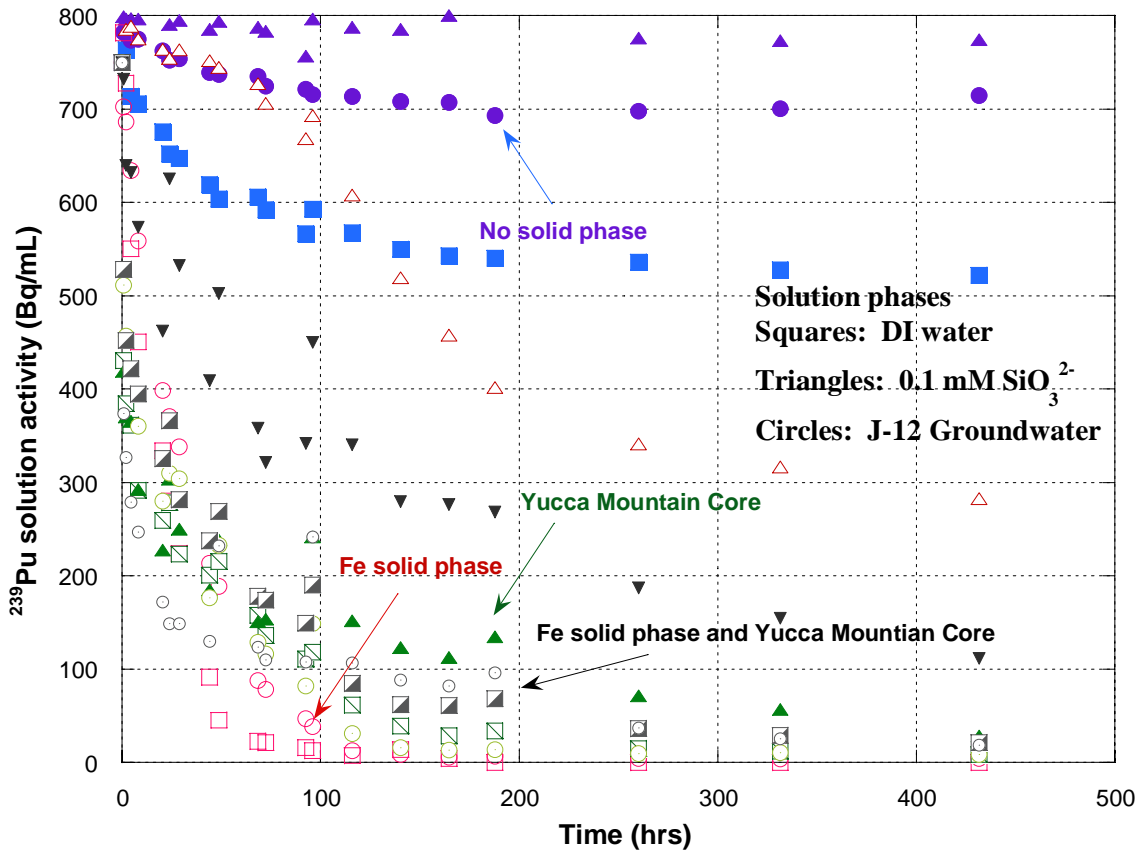 800
700
600
500
400
300
200
100
0
0
100
200
300
400
500
²³⁹Pu solution activity (Bq/mL)
Time (hrs)
No solid phase
Solution phases
Squares: DI water
Triangles: 0.1 mM SiO₃²⁻
Circles: J-12 Groundwater
Yucca Mountain Core
Fe solid phase
Fe solid phase and Yucca Mountian Core